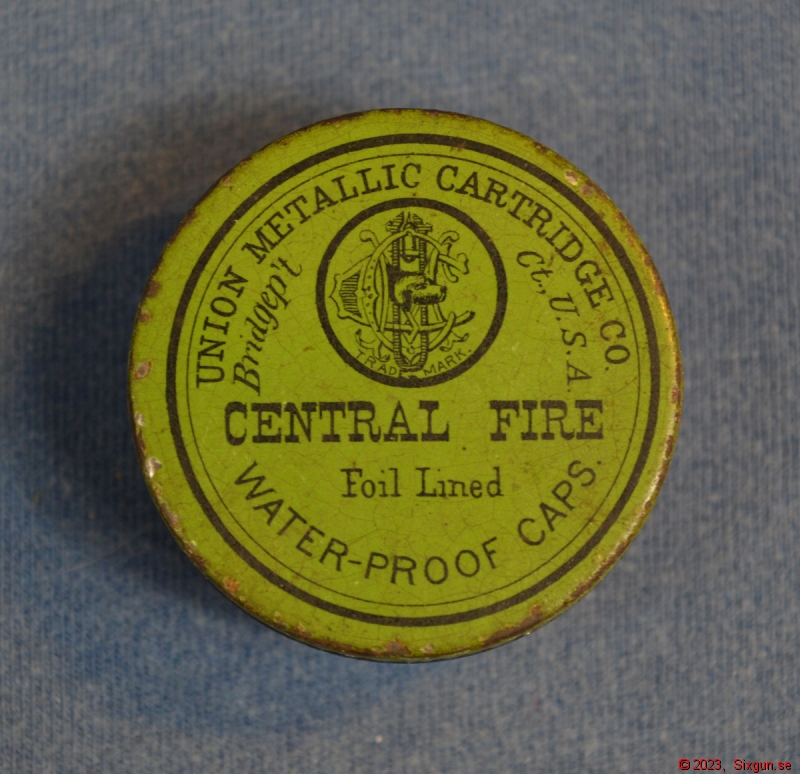 UNION METALLIC CARTRIDGE CO.
Bridgep't Ct., U.S.A
TRADE MARK.
CENTRAL FIRE
Foil Lined
WATER-PROOF CAPS.
© 2023, Sixgun.se